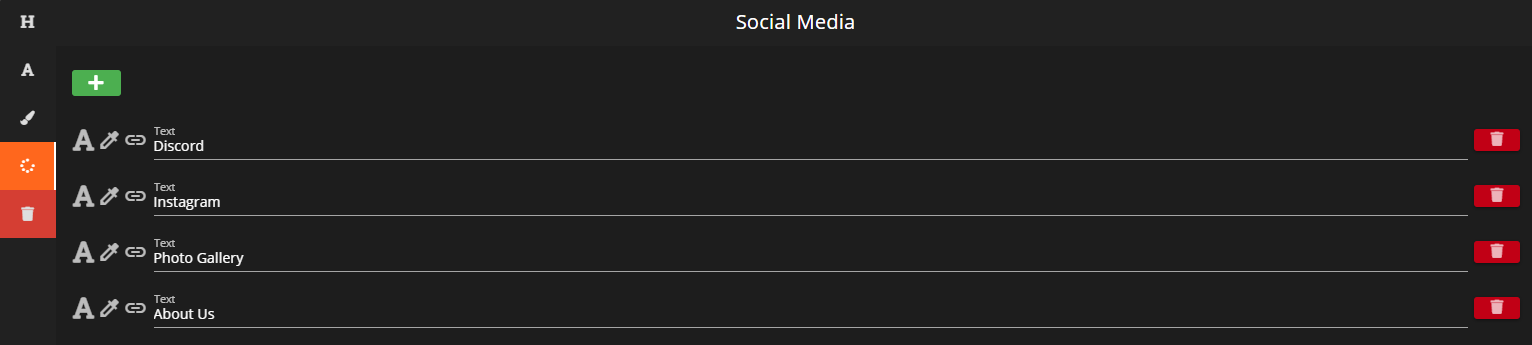 H
Social Media
A
A
Text
Discord
A
Text
Instagram
A
Text
Photo Gallery
A
Text
About Us